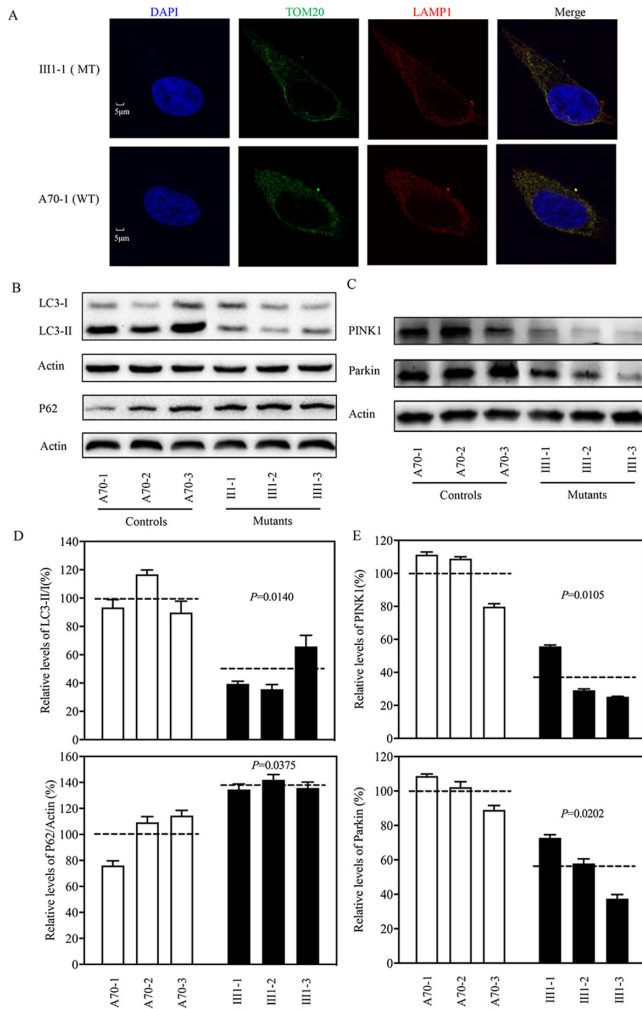 A
DAPI TOM20 LAMP1 Merge
III1-1 ( MT)
5μm
A70-1 (WT)
5μm
B
LC3-I
LC3-II
Actin
P62
Actin
A70-1 A70-2 A70-3 II1-1 III1-2 III1-3
Controls Mutants
C
PINK1
Parkin
Actin
A70-1 A70-2 A70-3 III1-1 III1-2 III1-3
Controls Mutants
D
Relative levels of LC3-II/I(%)
140
120
100
80
60
40
20
0
P=0.0140
Relative levels of P62/Actin (%)
160
140
120
100
80
60
40
20
0
P=0.0375
A70-1 A70-2 A70-3 III1-1 III1-2 III1-3
E
Relative levels of PINK1(%)
120
100
80
60
40
20
0
P=0.0105
Relative levels of Parkin (%)
120
100
80
60
40
20
0
P=0.0202
A70-1 A70-2 A70-3 III1-1 III1-2 III1-3